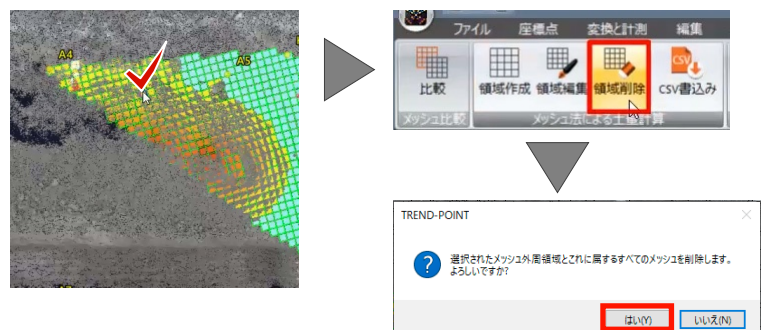 A4
A5
ファイル 座標点 変換と計測 編集
比較 領域作成 領域編集 領域削除 CSV書込み
メッシュ比較 メッシュ法による土量計算
TREND-POINT
選択されたメッシュ外周領域とこれに属するすべてのメッシュを削除します。
よろしいですか?
はい(Y) いいえ(N)